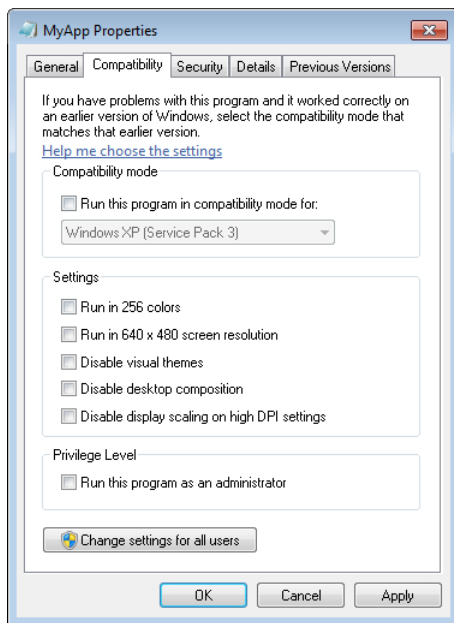 MyApp Properties
General Compatibility Security Details Previous Versions
If you have problems with this program and it worked correctly on
an earlier version of Windows, select the compatibility mode that
matches that earlier version.
Help me choose the settings
Compatibility mode
Run this program in compatibility mode for:
Windows XP (Service Pack 3)
Settings
Run in 256 colors
Run in 640 x 480 screen resolution
Disable visual themes
Disable desktop composition
Disable display scaling on high DPI settings
Privilege Level
Run this program as an administrator
Change settings for all users
OK Cancel Apply